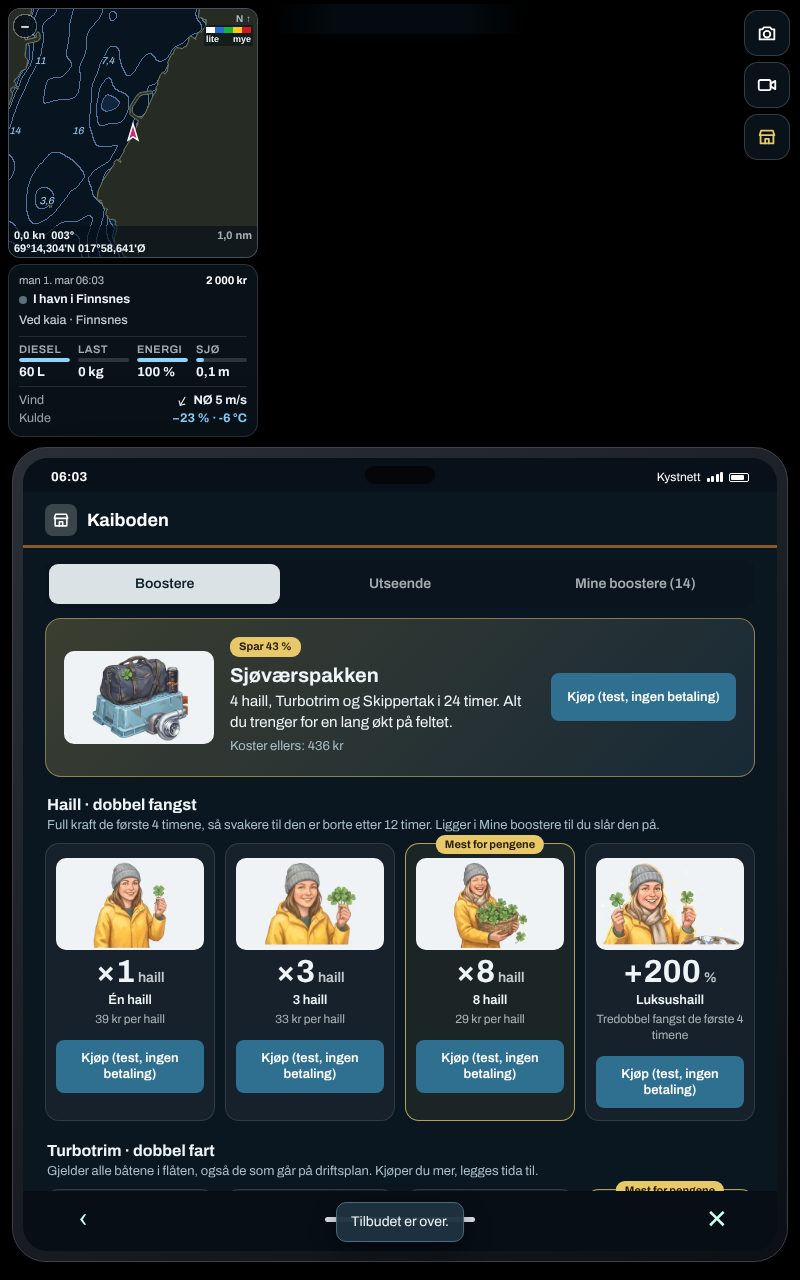 N ↑
lite mye
11
7,4
14
16
3,6
0,0 kn 003°
1,0 nm
69°14,304'N 017°58,641'Ø
man 1. mar 06:03
2 000 kr
I havn i Finnsnes
Ved kaia · Finnsnes
DIESEL LAST ENERGI SJØ
60 L 0 kg 100 % 0,1 m
Vind ↙ NØ 5 m/s
Kulde −23 % · -6 °C
06:03
Kystnett
Kaiboden
Boostere
Utseende
Mine boostere (14)
Spar 43 %
Sjøværspakken
4 haill, Turbotrim og Skippertak i 24 timer. Alt
du trenger for en lang økt på feltet.
Koster ellers: 436 kr
Kjøp (test, ingen betaling)
Haill · dobbel fangst
Full kraft de første 4 timene, så svakere til den er borte etter 12 timer. Ligger i Mine boostere til du slår den på.
×1 haill
Én haill
39 kr per haill
Kjøp (test, ingen
betaling)
×3 haill
3 haill
33 kr per haill
Kjøp (test, ingen
betaling)
Mest for pengene
×8 haill
8 haill
29 kr per haill
Kjøp (test, ingen
betaling)
+200 %
Luksushaill
Tredobbel fangst de første 4
timene
Kjøp (test, ingen
betaling)
Turbotrim · dobbel fart
Gjelder alle båtene i flåten, også de som går på driftsplan. Kjøper du mer, legges tida til.
Mest for pengene
Tilbudet er over.